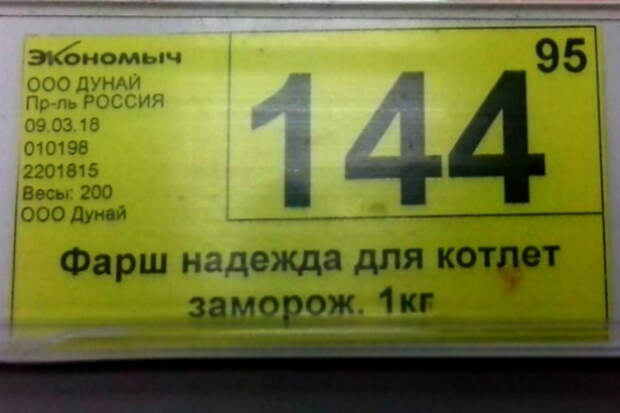 Экономыч
ООО ДУНАЙ
Пр-ль РОССИЯ
09.03.18
010198
2201815
Весы: 200
ООО Дунай
144 95
Фарш надежда для котлет
заморож. 1кг